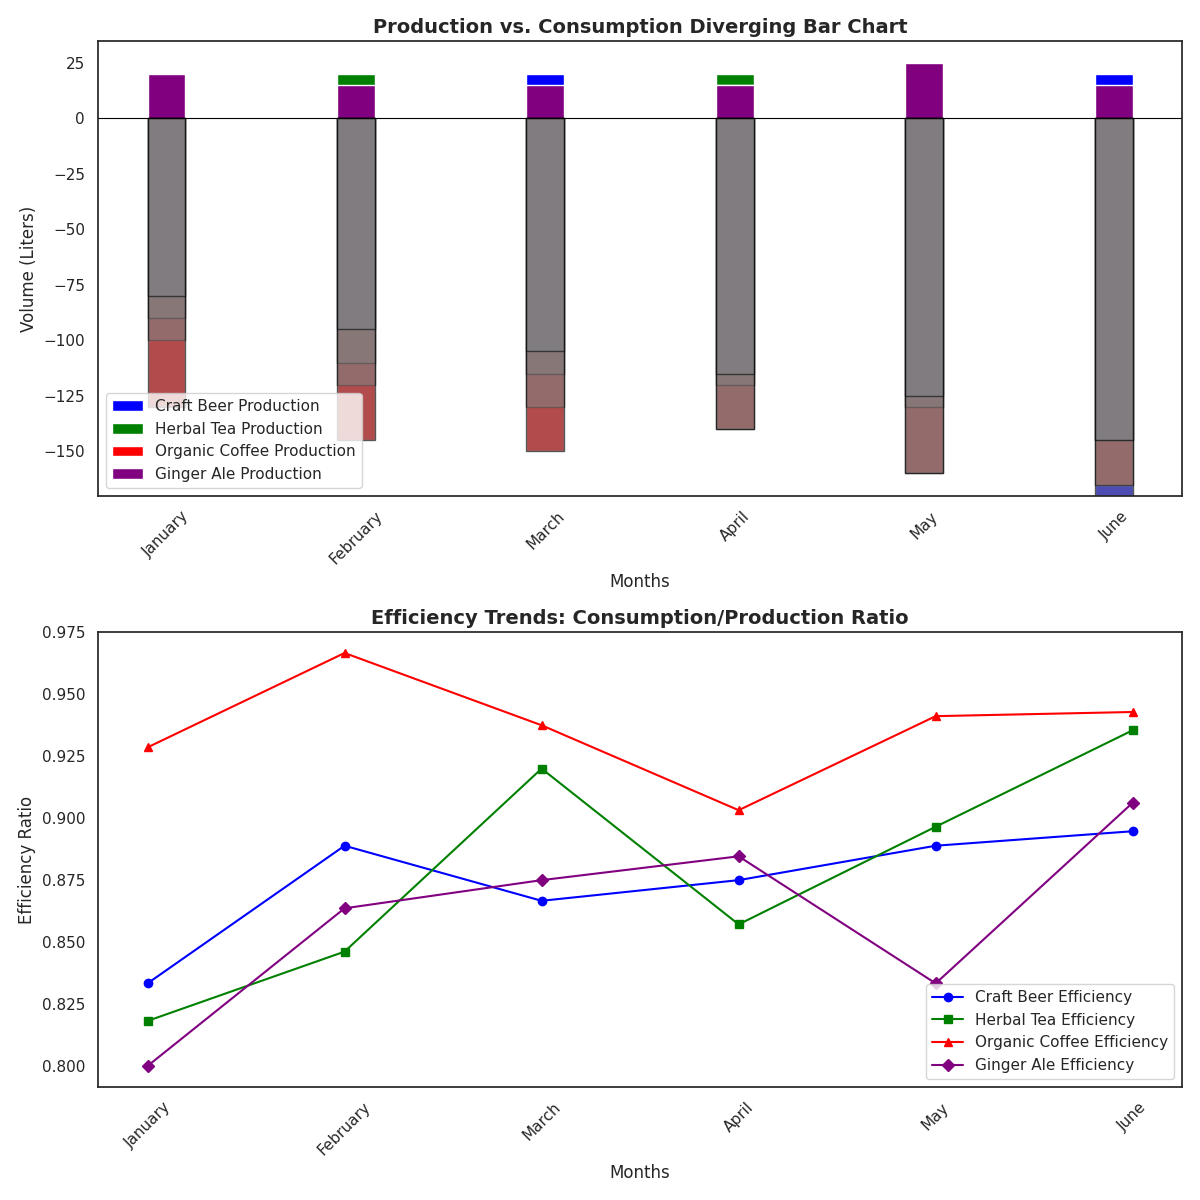 Production vs. Consumption Diverging Bar Chart
25
0
−25
−50
−75
−100
−125
−150
Volume (Liters)
Craft Beer Production
Herbal Tea Production
Organic Coffee Production
Ginger Ale Production
January
February
March
April
May
June
Months
Efficiency Trends: Consumption/Production Ratio
0.975
0.950
0.925
0.900
0.875
0.850
0.825
0.800
Efficiency Ratio
Craft Beer Efficiency
Herbal Tea Efficiency
Organic Coffee Efficiency
Ginger Ale Efficiency
January
February
March
April
May
June
Months